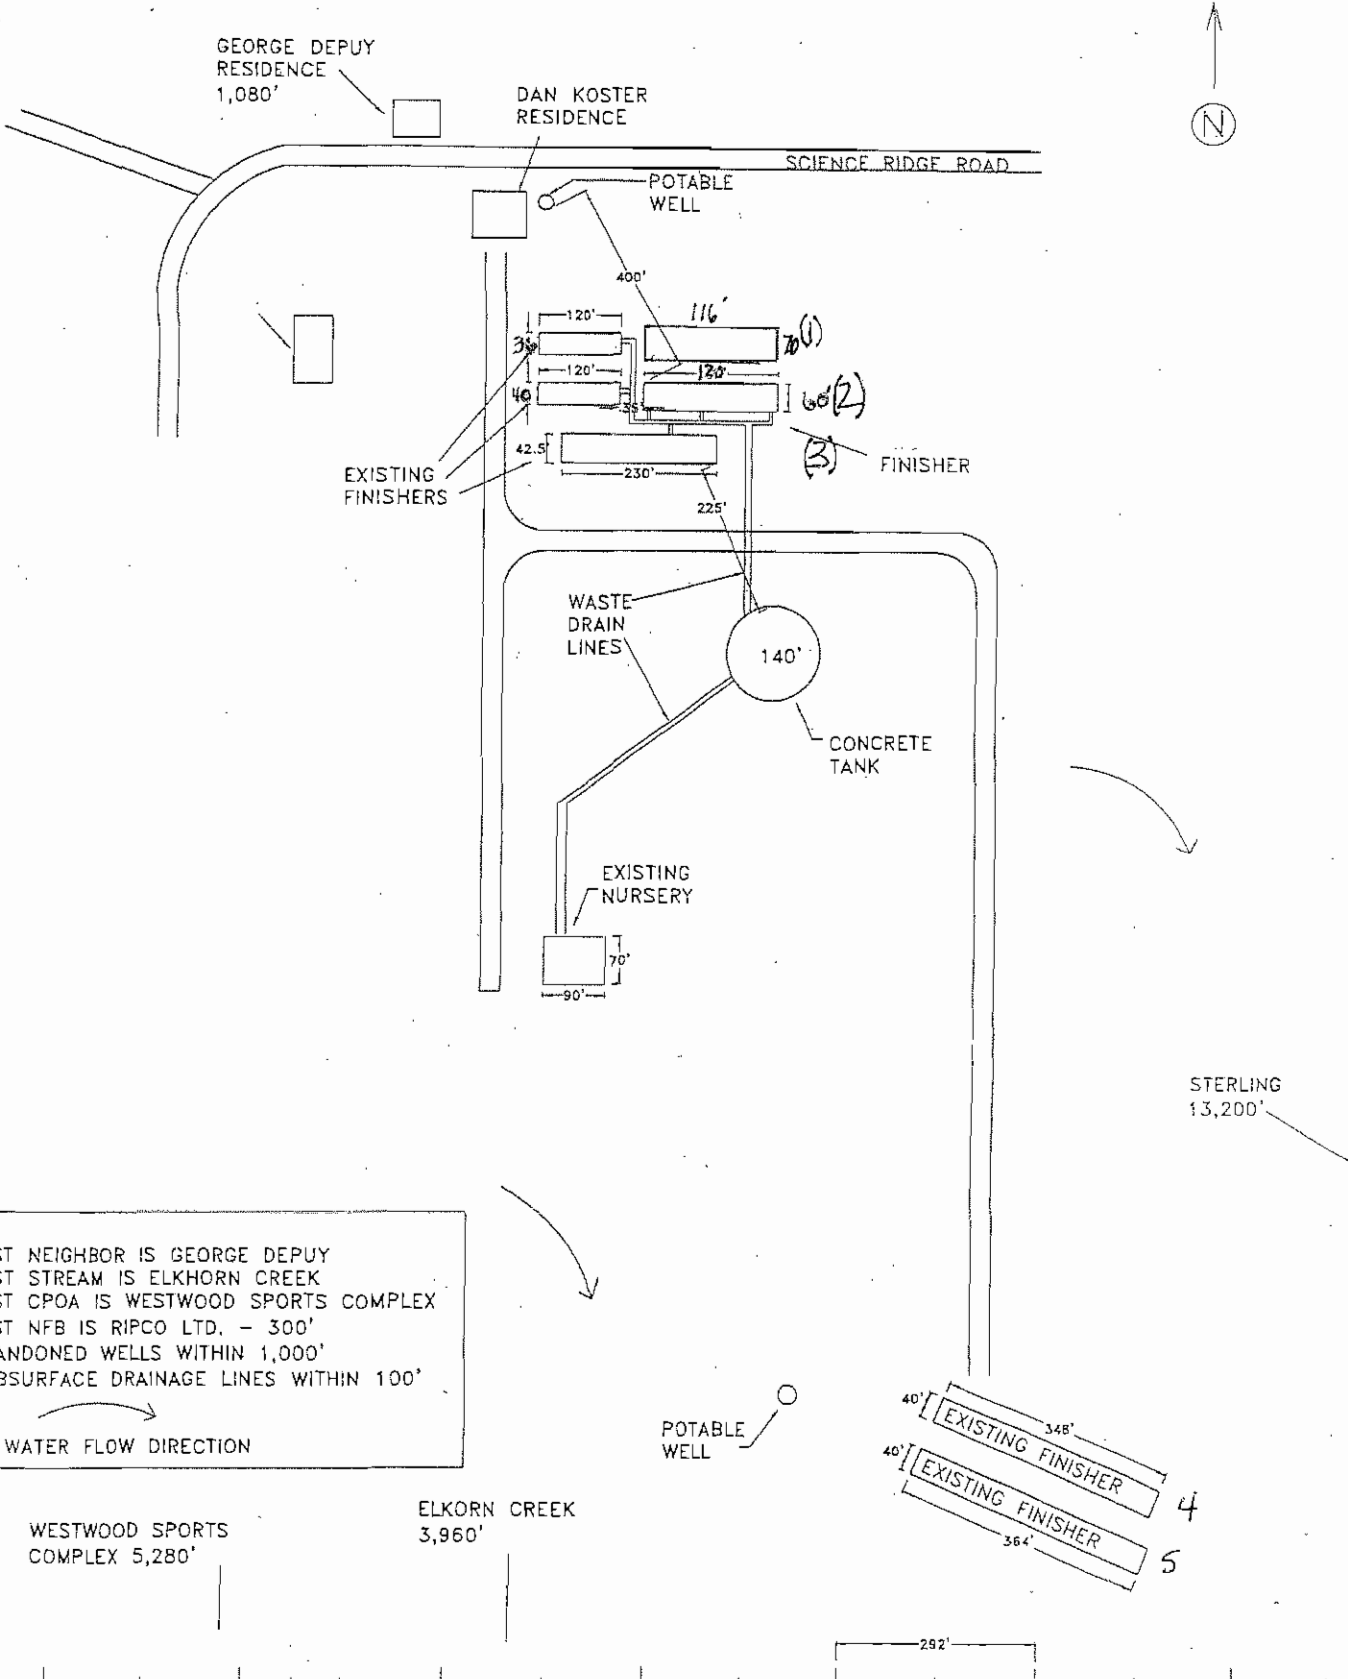 GEORGE DEPUY
RESIDENCE
1,080'
DAN KOSTER
RESIDENCE
N
SCIENCE RIDGE ROAD
POTABLE
WELL
400'
120'
116'
36
70 (1)
120'
40
60' (2)
42.5
230'
(3)
FINISHER
EXISTING
FINISHERS
225'
WASTE
DRAIN
LINES
140'
CONCRETE
TANK
EXISTING
NURSERY
70'
90'
STERLING
13,200'
ST NEIGHBOR IS GEORGE DEPUY
ST STREAM IS ELKHORN CREEK
ST CPOA IS WESTWOOD SPORTS COMPLEX
ST NFB IS RIPCO LTD. – 300'
ANDONED WELLS WITHIN 1,000'
BSURFACE DRAINAGE LINES WITHIN 100'
WATER FLOW DIRECTION
POTABLE
WELL
40'
348'
EXISTING FINISHER
4
40'
EXISTING FINISHER
364'
5
WESTWOOD SPORTS
COMPLEX 5,280'
ELKORN CREEK
3,960'
292'